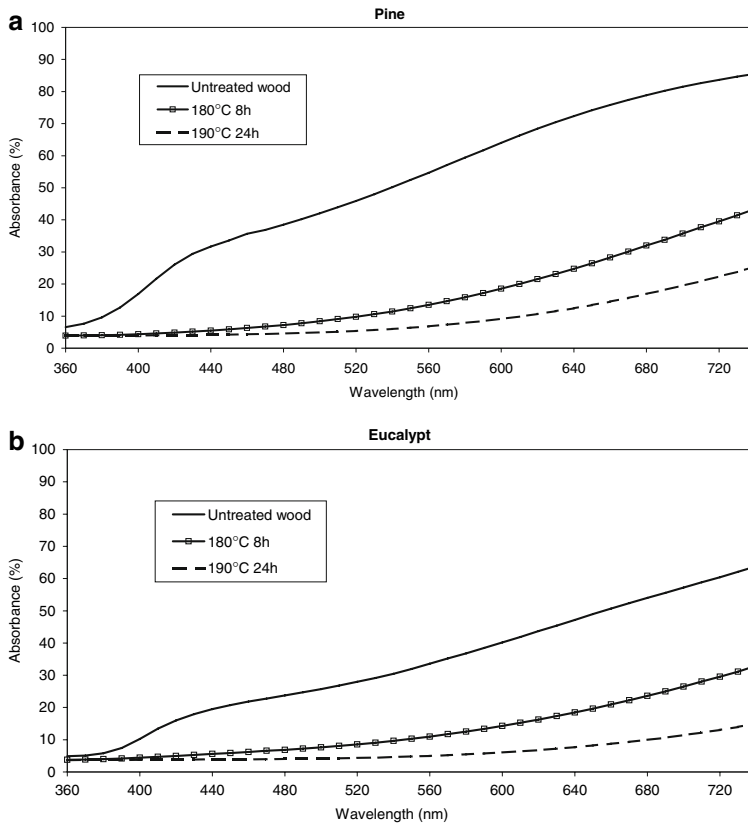 a
Pine
100
90
80
70
60
50
40
30
20
10
0
Absorbance (%)
Untreated wood
180°C 8h
190°C 24h
360 400 440 480 520 560 600 640 680 720
Wavelength (nm)
b
Eucalypt
100
90
80
70
60
50
40
30
20
10
0
Absorbance (%)
Untreated wood
180°C 8h
190°C 24h
360 400 440 480 520 560 600 640 680 720
Wavelength (nm)